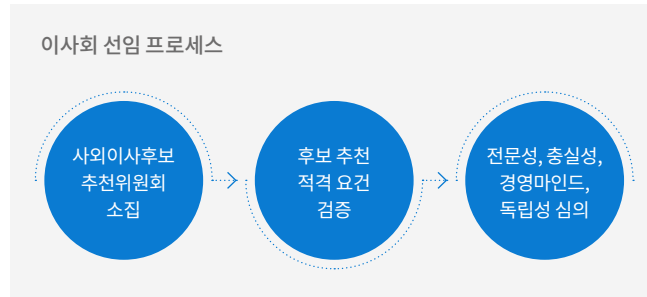 이사회 선임 프로세스
사외이사후보
추천위원회
소집
후보 추천
적격 요건
검증
전문성, 충실성,
경영마인드,
독립성 심의